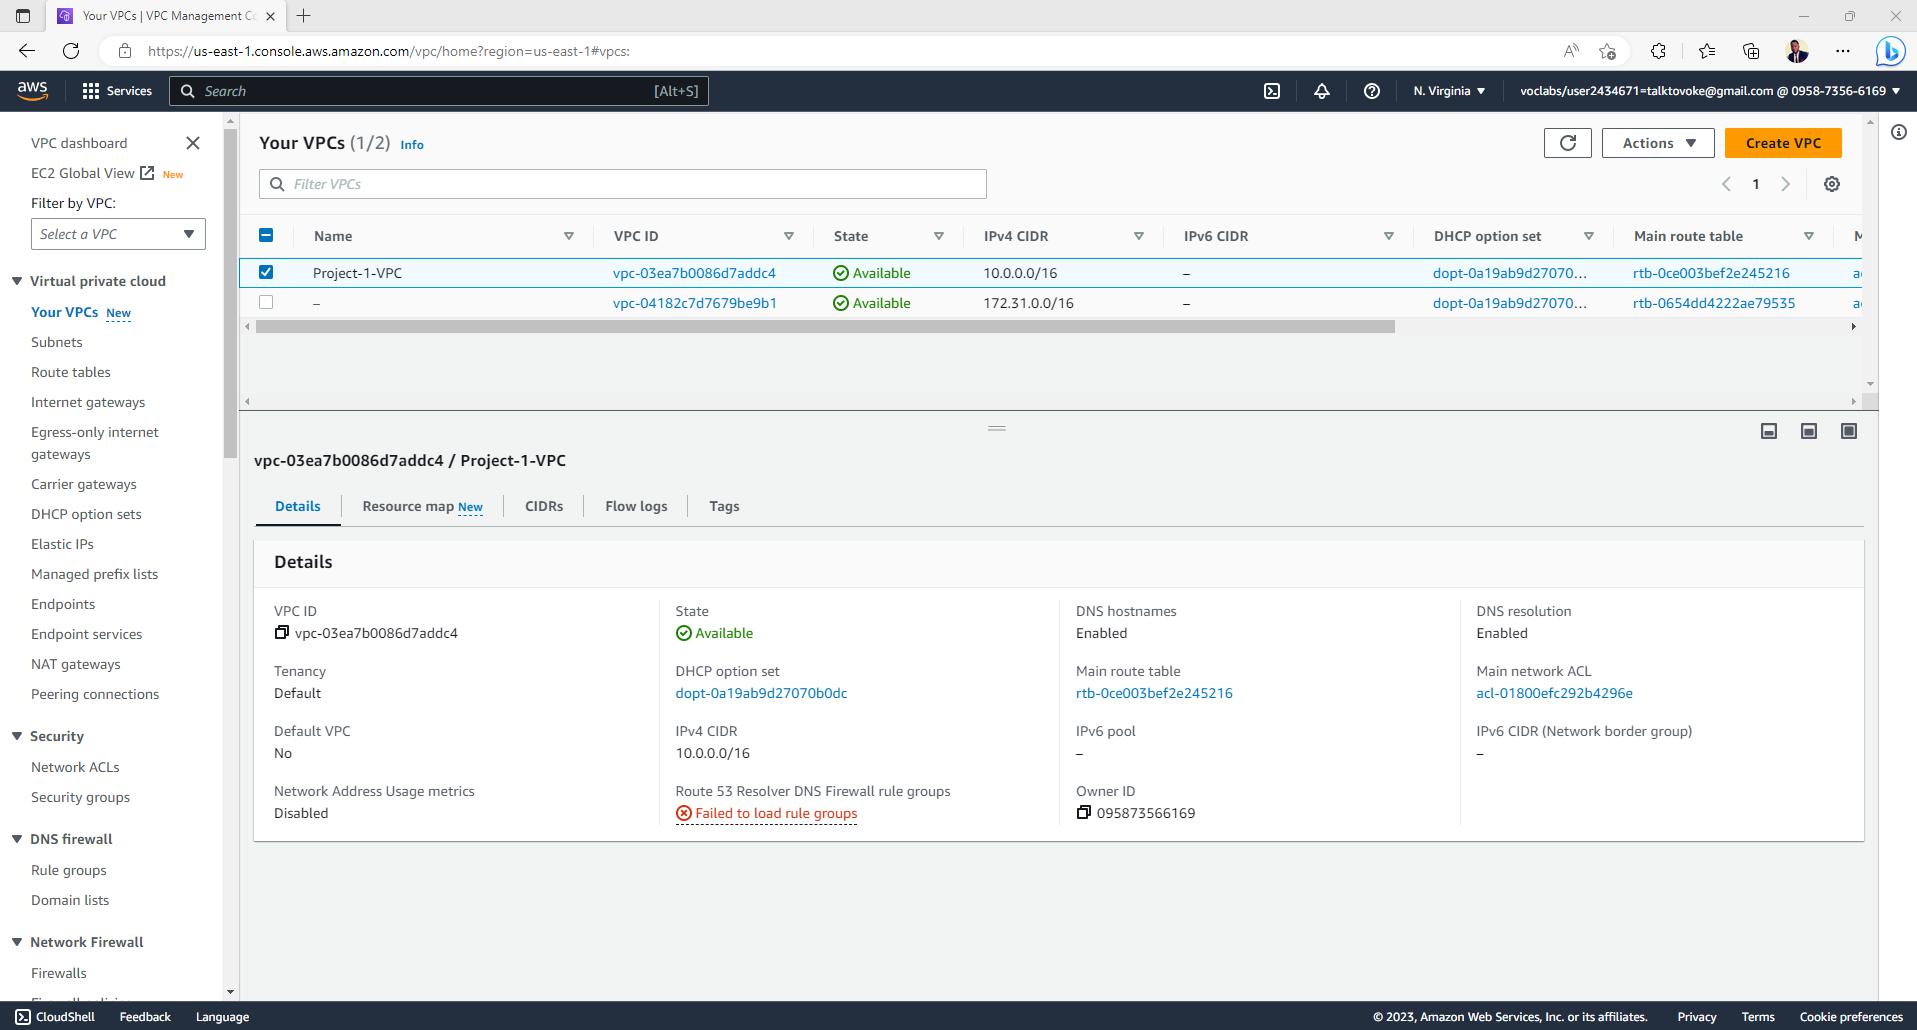 Your VPCs | VPC Management Co
https://us-east-1.console.aws.amazon.com/vpc/home?region=us-east-1#vpcs:
aws
Services
Search
[Alt+S]
N. Virginia
voclabs/user2434671=talktovoke@gmail.com @ 0958-7356-6169
VPC dashboard
EC2 Global View New
Filter by VPC:
Select a VPC
Virtual private cloud
Your VPCs New
Subnets
Route tables
Internet gateways
Egress-only internet
gateways
Carrier gateways
DHCP option sets
Elastic IPs
Managed prefix lists
Endpoints
Endpoint services
NAT gateways
Peering connections
Security
Network ACLs
Security groups
DNS firewall
Rule groups
Domain lists
Network Firewall
Firewalls
Your VPCs (1/2) Info
Actions
Create VPC
Filter VPCs
1
Name VPC ID State IPv4 CIDR IPv6 CIDR DHCP option set Main route table
Project-1-VPC vpc-03ea7b0086d7addc4 Available 10.0.0.0/16 – dopt-0a19ab9d27070... rtb-0ce003bef2e245216
– vpc-04182c7d7679be9b1 Available 172.31.0.0/16 – dopt-0a19ab9d27070... rtb-0654dd4222ae79535
vpc-03ea7b0086d7addc4 / Project-1-VPC
Details Resource map New CIDRs Flow logs Tags
Details
VPC ID
vpc-03ea7b0086d7addc4
State
Available
DNS hostnames
Enabled
DNS resolution
Enabled
Tenancy
Default
DHCP option set
dopt-0a19ab9d27070b0dc
Main route table
rtb-0ce003bef2e245216
Main network ACL
acl-01800efc292b4296e
Default VPC
No
IPv4 CIDR
10.0.0.0/16
IPv6 pool
–
IPv6 CIDR (Network border group)
–
Network Address Usage metrics
Disabled
Route 53 Resolver DNS Firewall rule groups
Failed to load rule groups
Owner ID
095873566169
CloudShell
Feedback
Language
© 2023, Amazon Web Services, Inc. or its affiliates.
Privacy
Terms
Cookie preferences